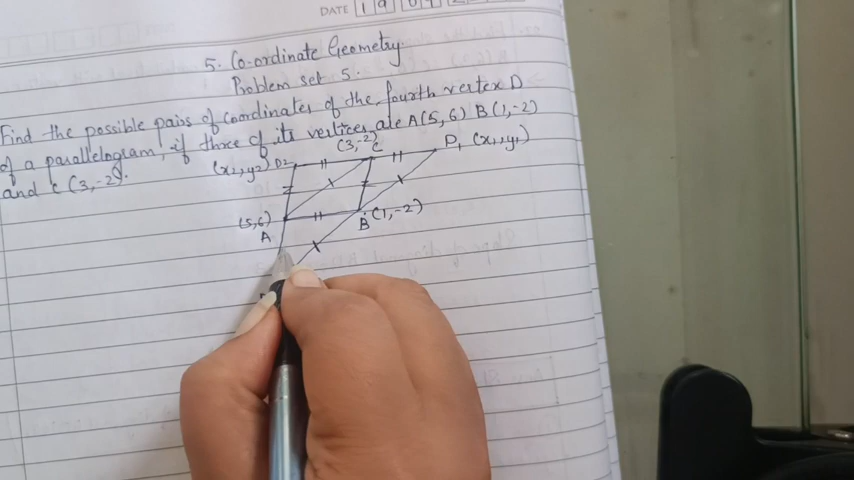 DATE 19 04
5. Co-ordinate Geometry.
Problem set 5.
Find the possible pairs of coordinates of the fourth vertex D
of a parallelogram, if three of its vertices are A(5,6) B(1,-2)
and C (3,-2).
(3,-2)
(x2,y2) D2 C D1 (x1,y1)
(5,6) B (1,-2)
A